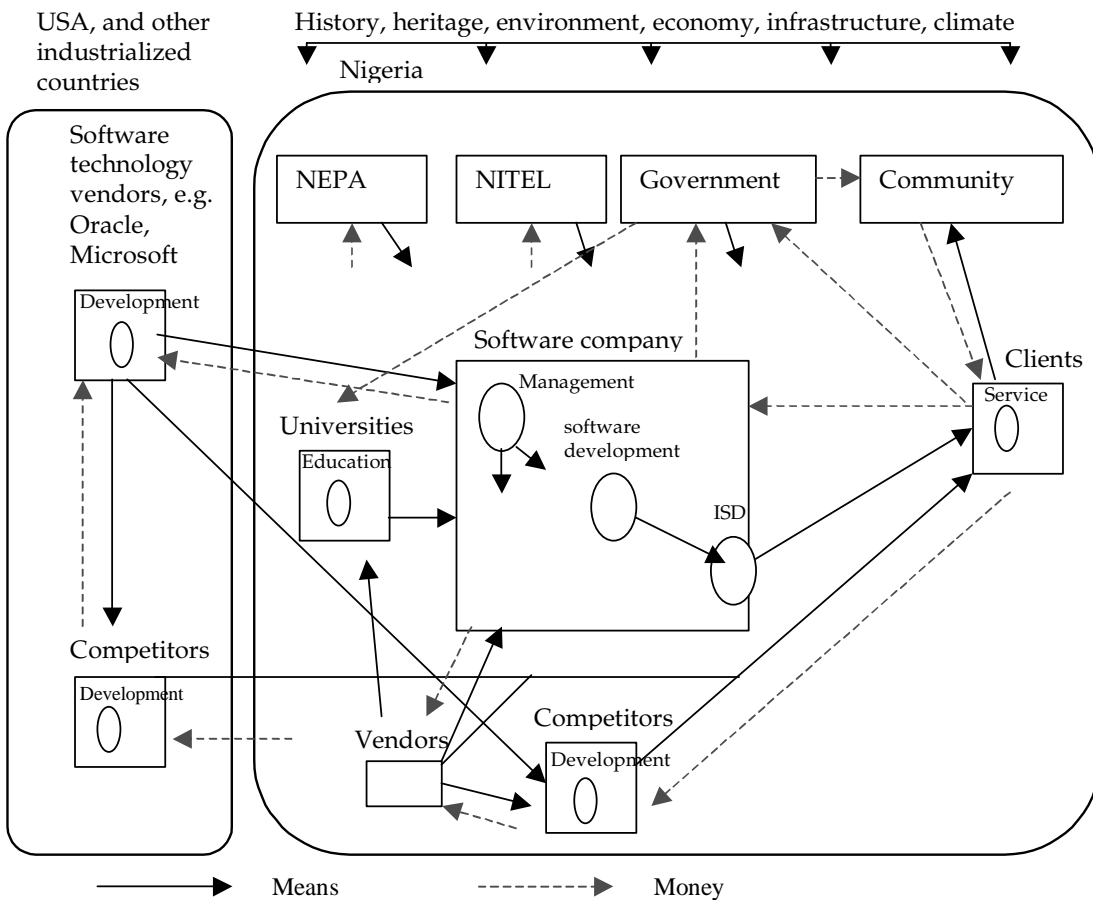 USA, and other
industrialized
countries
History, heritage, environment, economy, infrastructure, climate
Nigeria
Software
technology
vendors, e.g.
Oracle,
Microsoft
NEPA
NITEL
Government
Community
Development
Software company
Clients
Management
Service
software
development
Universities
Education
ISD
Competitors
Development
Competitors
Vendors
Development
Means
Money